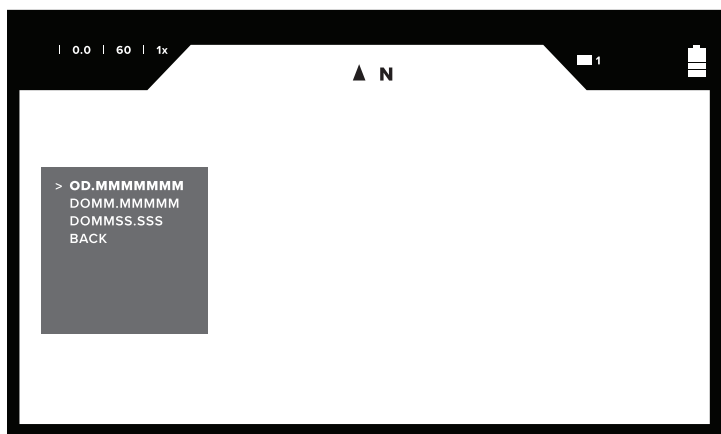 | 0.0 | 60 | 1x
1
N
> OD.MMMMMMM
DOMM.MMMMM
DOMMSS.SSS
BACK